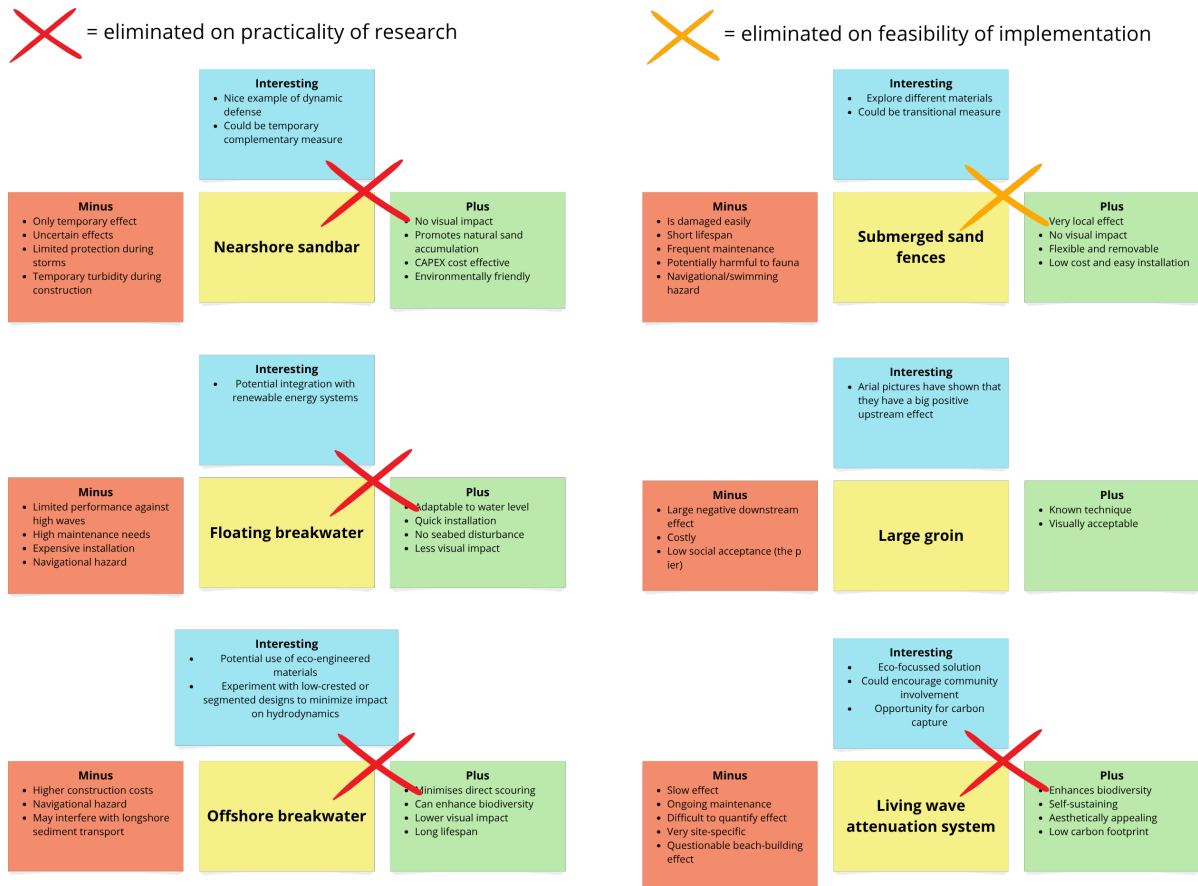 = eliminated on practicality of research
= eliminated on feasibility of implementation
Interesting
• Nice example of dynamic
defense
• Could be temporary
complementary measure
Minus
• Only temporary effect
• Uncertain effects
• Limited protection during
storms
• Temporary turbidity during
construction
Nearshore sandbar
Plus
• No visual impact
• Promotes natural sand
accumulation
• CAPEX cost effective
• Environmentally friendly
Interesting
• Explore different materials
• Could be transitional measure
Minus
• Is damaged easily
• Short lifespan
• Frequent maintenance
• Potentially harmful to fauna
• Navigational/swimming
hazard
Submerged sand
fences
Plus
• Very local effect
• No visual impact
• Flexible and removable
• Low cost and easy installation
Interesting
• Potential integration with
renewable energy systems
Minus
• Limited performance against
high waves
• High maintenance needs
• Expensive installation
• Navigational hazard
Floating breakwater
Plus
• Adaptable to water level
• Quick installation
• No seabed disturbance
• Less visual impact
Interesting
• Arial pictures have shown that
they have a big positive
upstream effect
Minus
• Large negative downstream
effect
• Costly
• Low social acceptance (the p
ier)
Large groin
Plus
• Known technique
• Visually acceptable
Interesting
• Potential use of eco-engineered
materials
• Experiment with low-crested or
segmented designs to minimize impact
on hydrodynamics
Minus
• Higher construction costs
• Navigational hazard
• May interfere with longshore
sediment transport
Offshore breakwater
Plus
• Minimises direct scouring
• Can enhance biodiversity
• Lower visual impact
• Long lifespan
Interesting
• Eco-focussed solution
• Could encourage community
involvement
• Opportunity for carbon
capture
Minus
• Slow effect
• Ongoing maintenance
• Difficult to quantify effect
• Very site-specific
• Questionable beach-building
effect
Living wave
attenuation system
Plus
• Enhances biodiversity
• Self-sustaining
• Aesthetically appealing
• Low carbon footprint